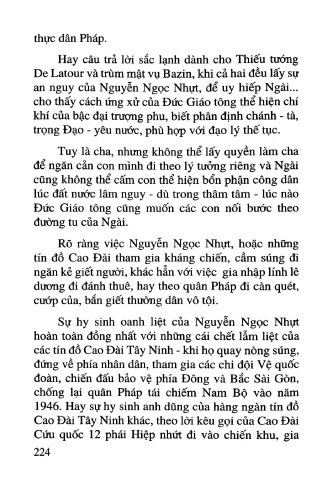 thực dân Pháp.
Hay câu trả lời sắc lạnh dành cho Thiếu tướng
De Latour và trùm mật vụ Bazin, khi cả hai đều lấy sự
an nguy của Nguyễn Ngọc Nhựt, để uy hiếp Ngài...
cho thấy cách ứng xử của Đức Giáo tông thể hiện chí
khí của bậc đại trượng phu, biết phân định chánh - tà,
trọng Đạo - yêu nước, phù hợp với đạo lý thế tục.
Tuy là cha, nhưng không thể lấy quyền làm cha
để ngăn cản con mình đi theo lý tưởng riêng và Ngài
cũng không thể cấm con thể hiện bổn phận công dân
lúc đất nước lâm nguy - dù trong thâm tâm - lúc nào
Đức Giáo tông cũng muốn các con nối bước theo
đường tu của Ngài.
Rõ ràng việc Nguyễn Ngọc Nhựt, hoặc những
tín đồ Cao Đài tham gia kháng chiến, cầm súng đi
ngăn kẻ giết người, khác hẳn với việc gia nhập lính lê
dương đi đánh thuê, hay theo quân Pháp đi càn quét,
cướp của, bắn giết thường dân vô tội.
Sự hy sinh oanh liệt của Nguyễn Ngọc Nhựt
hoàn toàn đồng nhất với những cái chết lẫm liệt của
các tín đồ Cao Đài Tây Ninh - khi họ quay nòng súng,
đứng về phía nhân dân, tham gia các chi đội Vệ quốc
đoàn, chiến đấu bảo vệ phía Đông và Bắc Sài Gòn,
chống lại quân Pháp tái chiếm Nam Bộ vào năm
1946. Hay sự hy sinh anh dũng của hàng ngàn tín đồ
Cao Đài Tây Ninh khác, theo lời kêu gọi của Cao Đài
Cứu quốc 12 phái Hiệp nhứt đi vào chiến khu, gia
224